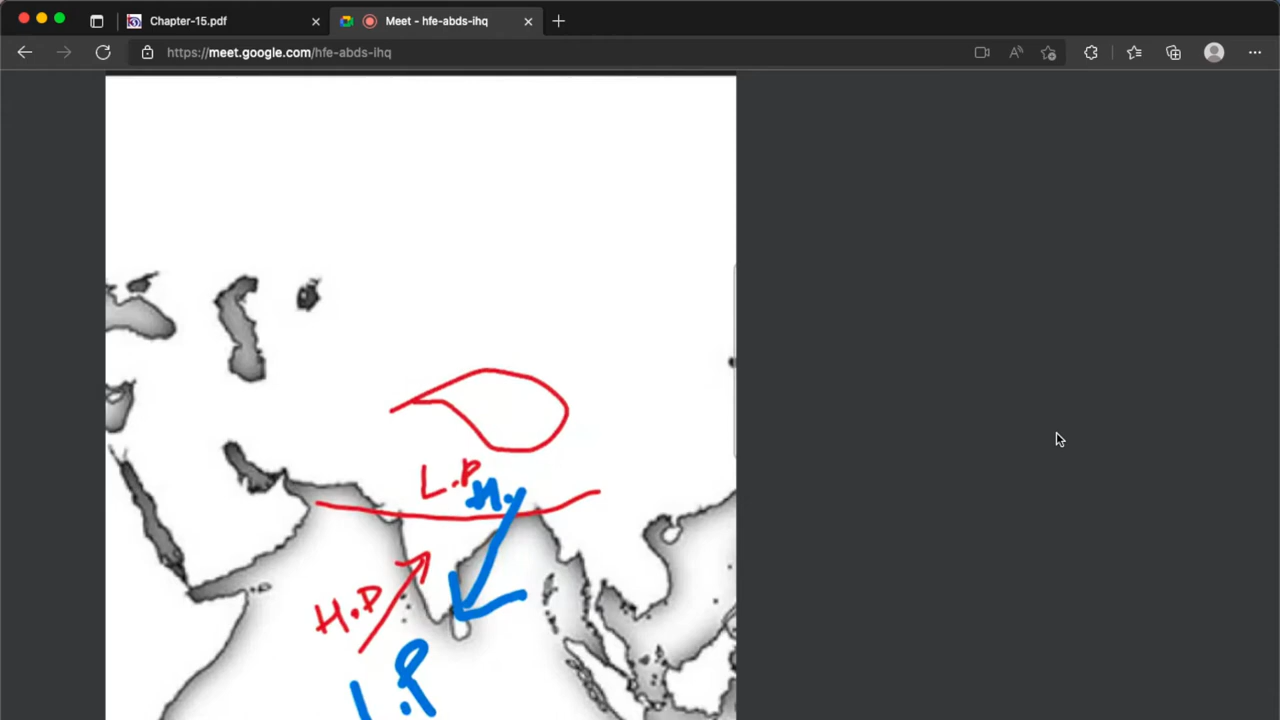 Chapter-15.pdf
Meet - hfe-abds-ihq
https://meet.google.com/hfe-abds-ihq
L.P
H.
H.P
L.P